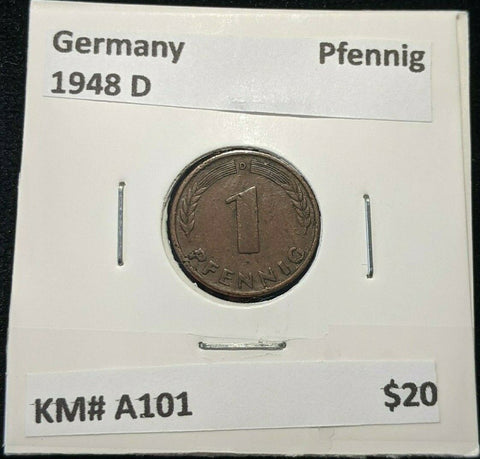 Germany Pfennig
1948 D
D
1
PFENNIG
KM# A101 $20